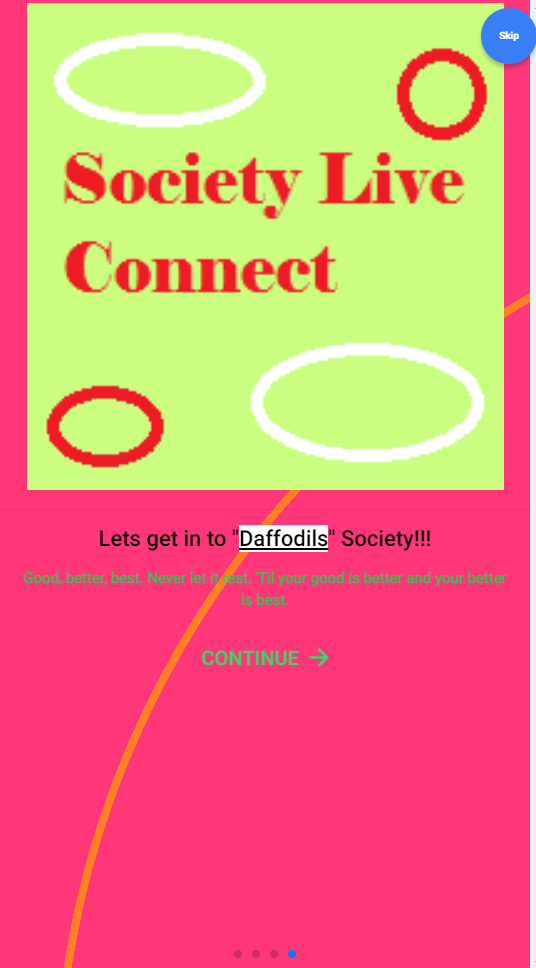 Skip
Society Live
Connect
Lets get in to "Daffodils" Society!!!
Good, better, best. Never let it rest. 'Til your good is better and your better
is best.
CONTINUE